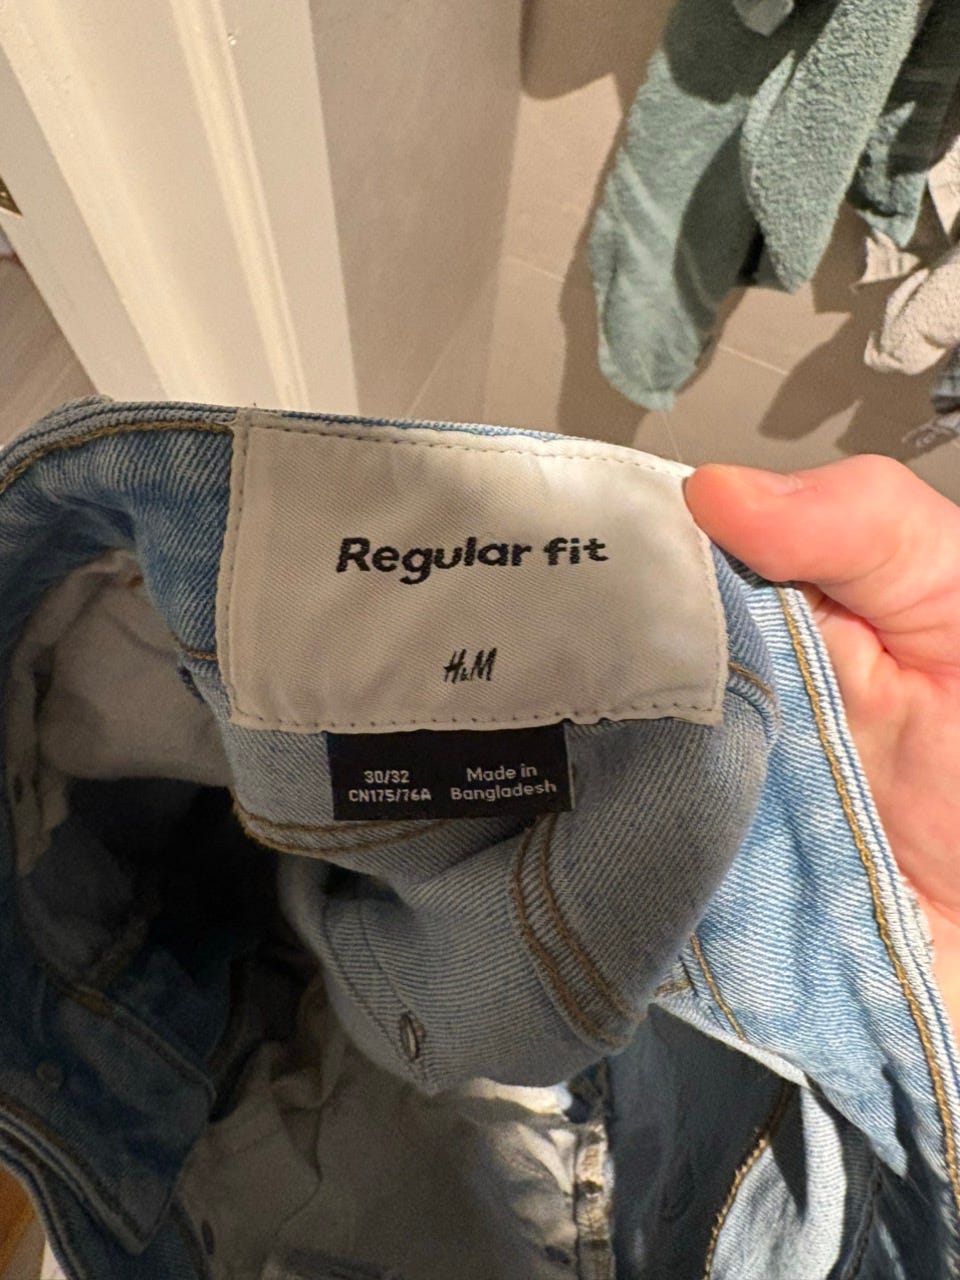 Regular fit
H&M
30/32
CN175/76A
Made in
Bangladesh